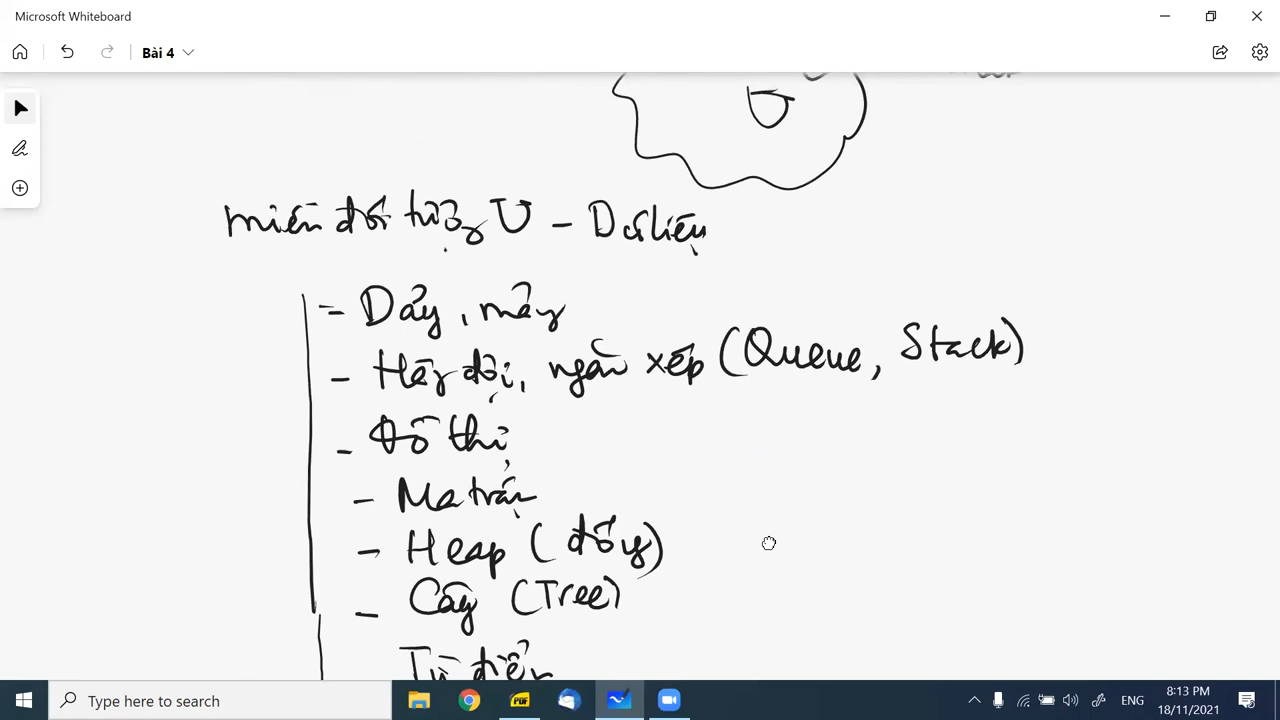 Microsoft Whiteboard
Bài 4
miền đối tượng U - Dữ liệu
- Dãy, mảng
- Hàng đợi, ngăn xếp (Queue, Stack)
- Đồ thị
- Ma trận
- Heap (đống)
- Cây (Tree)
Từ điển
Type here to search
PDF
ENG
8:13 PM
18/11/2021